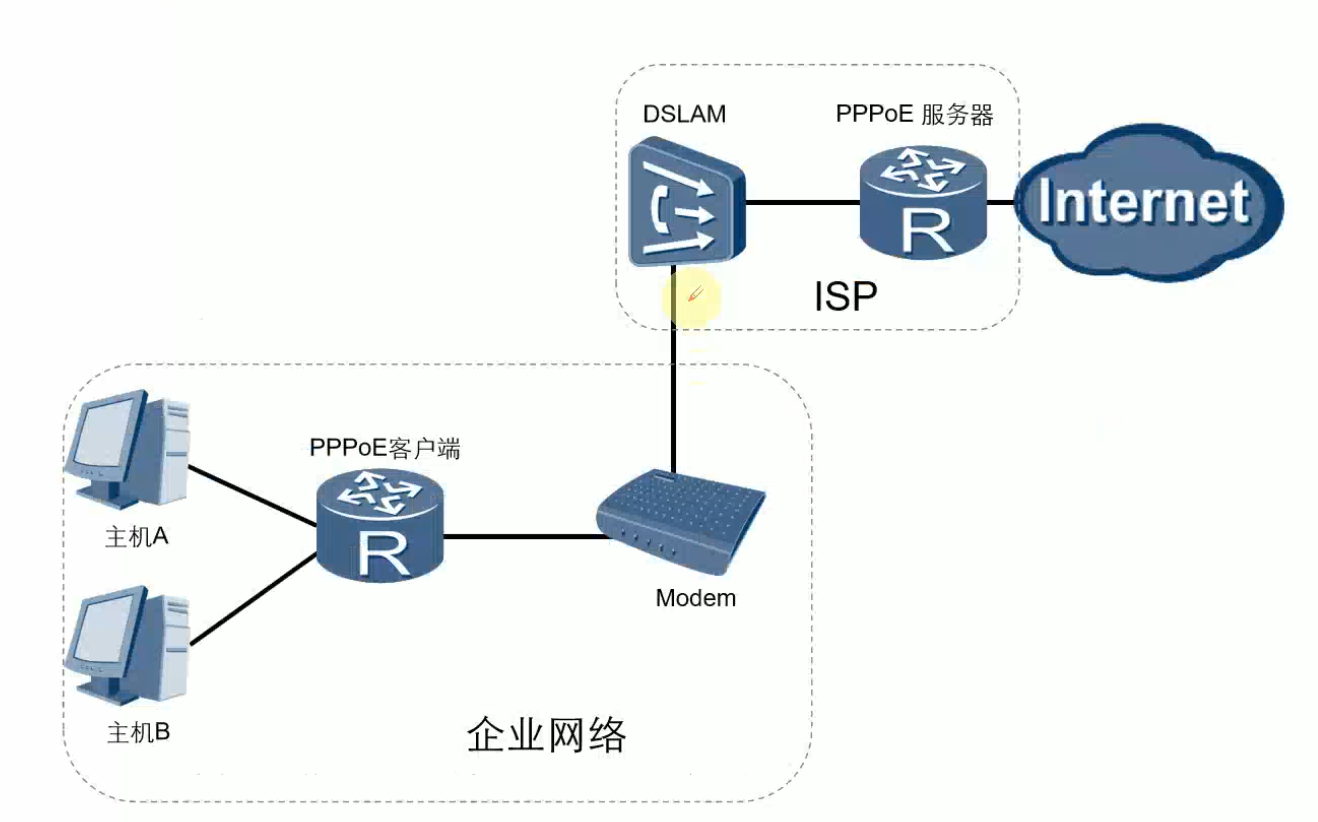 DSLAM
PPPoE 服务器
Internet
R
ISP
PPPoE客户端
R
主机A
Modem
主机B
企业网络